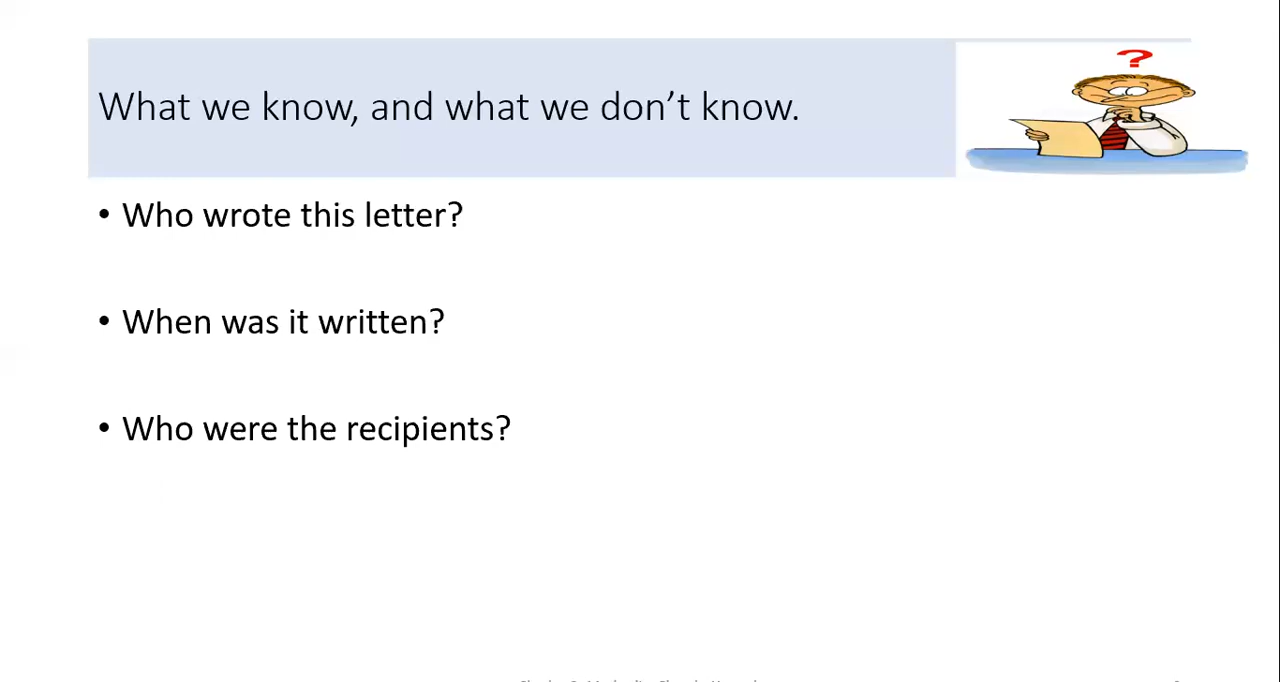 What we know, and what we don't know.
?
• Who wrote this letter?
• When was it written?
• Who were the recipients?